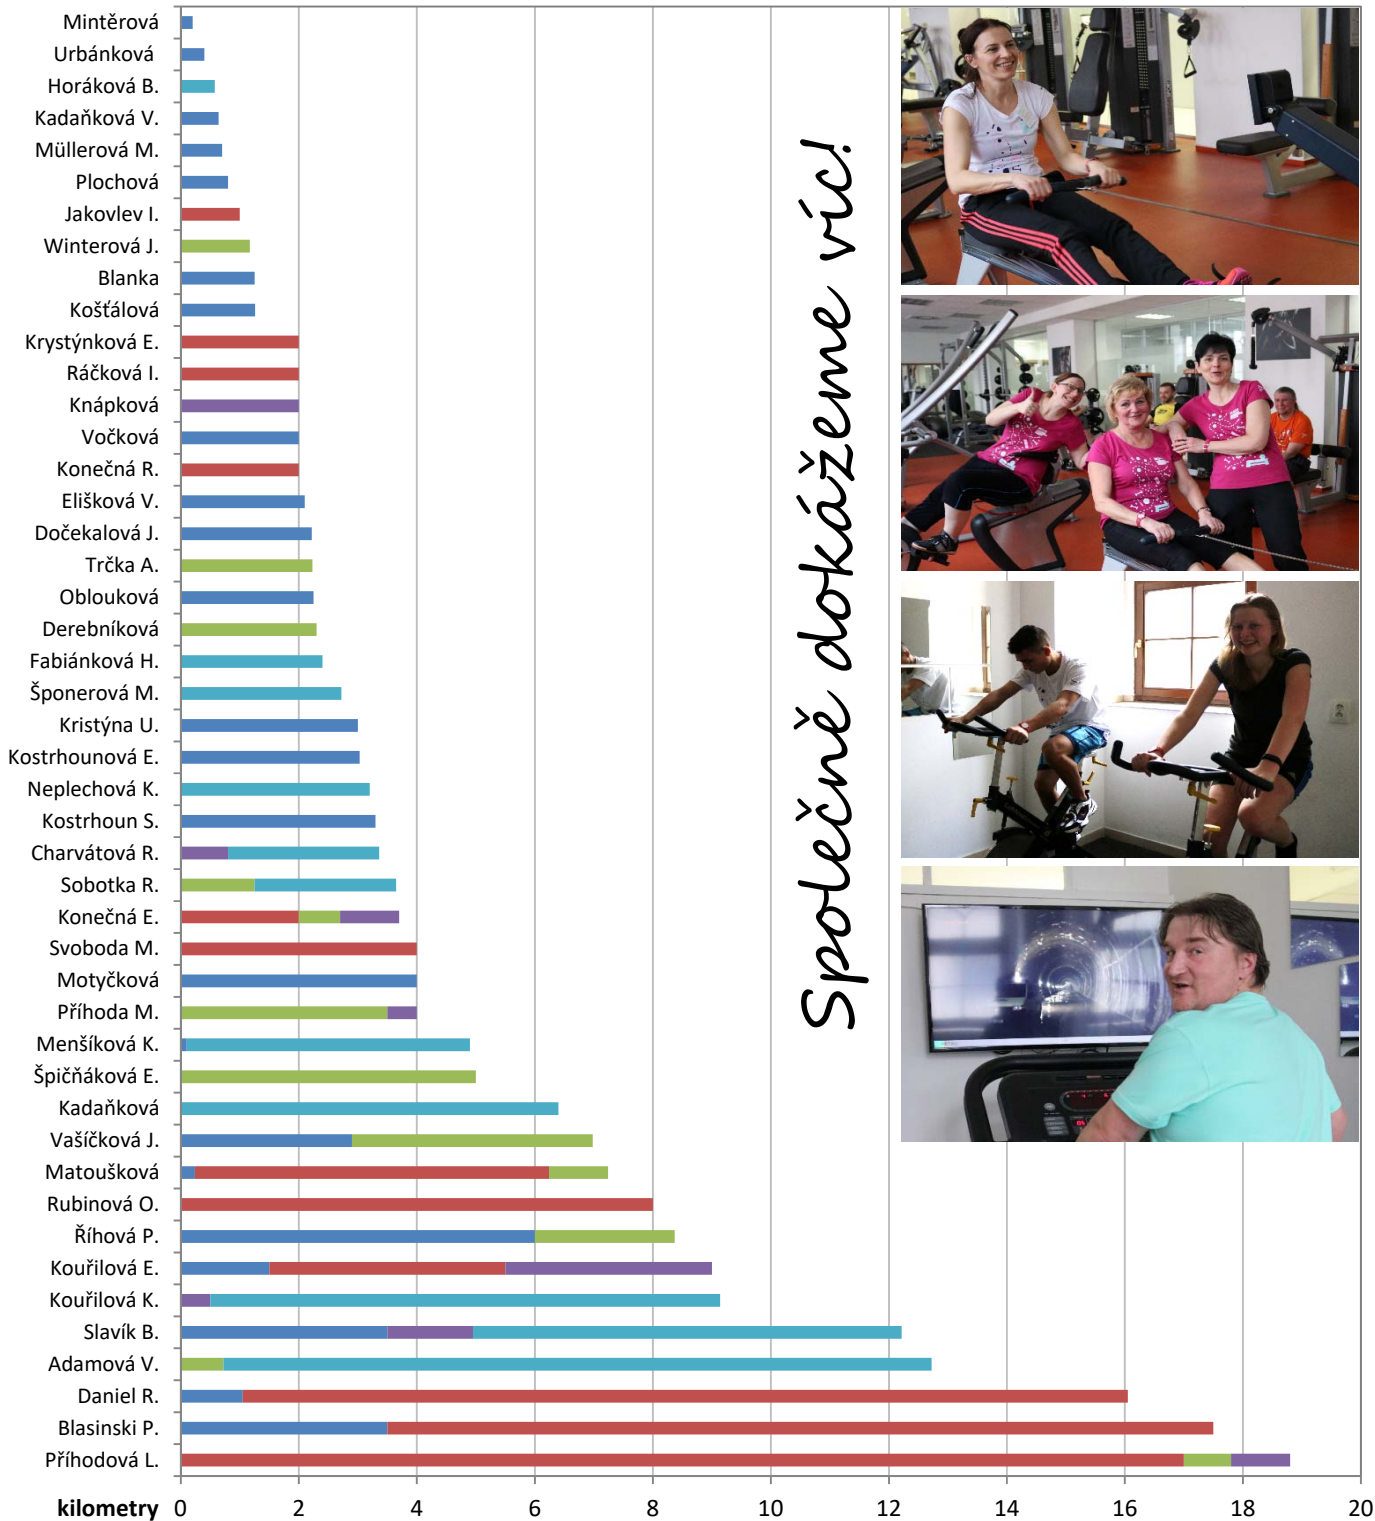 Mintěrová
Urbánková
Horáková B.
Kadaňková V.
Müllerová M.
Plochová
Jakovlev I.
Winterová J.
Blanka
Košťálová
Krystýnková E.
Ráčková I.
Knápková
Vočková
Konečná R.
Elišková V.
Dočekalová J.
Trčka A.
Oblouková
Derebníková
Fabiánková H.
Šponerová M.
Kristýna U.
Kostrhounová E.
Neplechová K.
Kostrhoun S.
Charvátová R.
Sobotka R.
Konečná E.
Svoboda M.
Motyčková
Příhoda M.
Menšíková K.
Špičňáková E.
Kadaňková
Vašíčková J.
Matoušková
Rubinová O.
Říhová P.
Kouřilová E.
Kouřilová K.
Slavík B.
Adamová V.
Daniel R.
Blasinski P.
Příhodová L.
kilometry 0 2 4 6 8 10 12 14 16 18 20
Společně dokážeme víc!